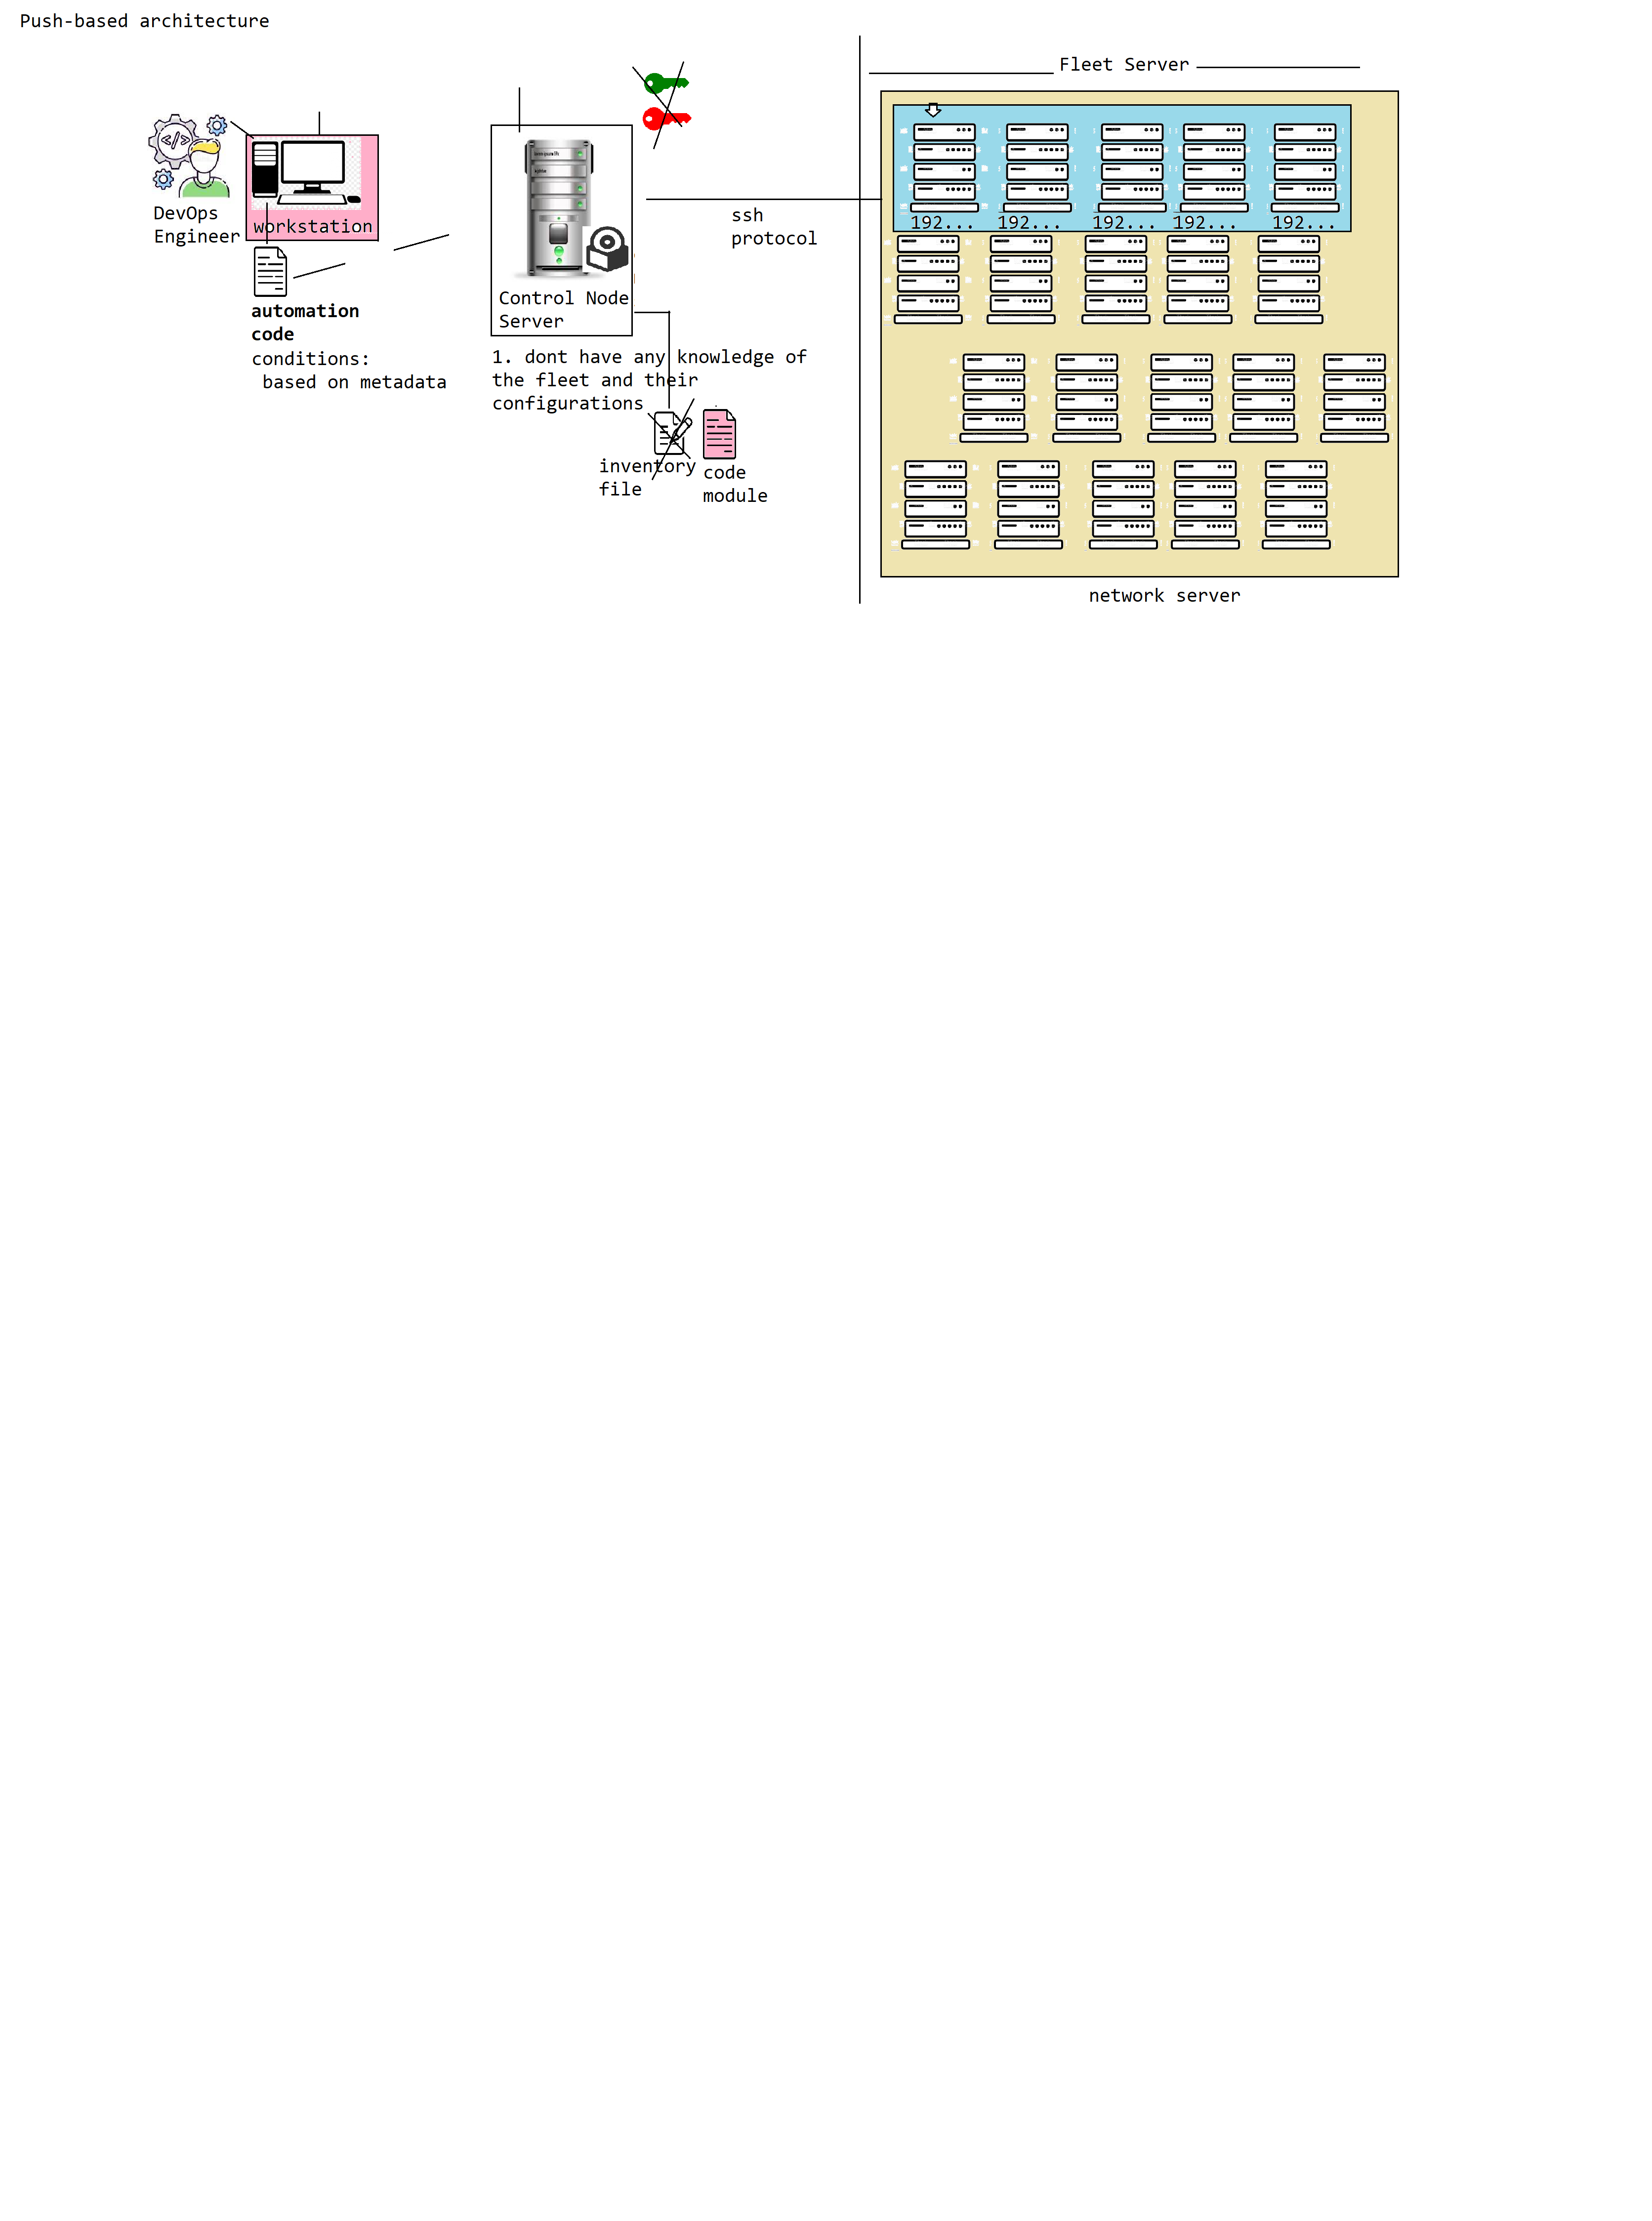 Push-based architecture
Fleet Server
DevOps
Engineer
workstation
automation
code
conditions:
based on metadata
Control Node
Server
1. dont have any knowledge of
the fleet and their
configurations
inventory
file
code
module
ssh
protocol
192... 192... 192... 192... 192...
network server